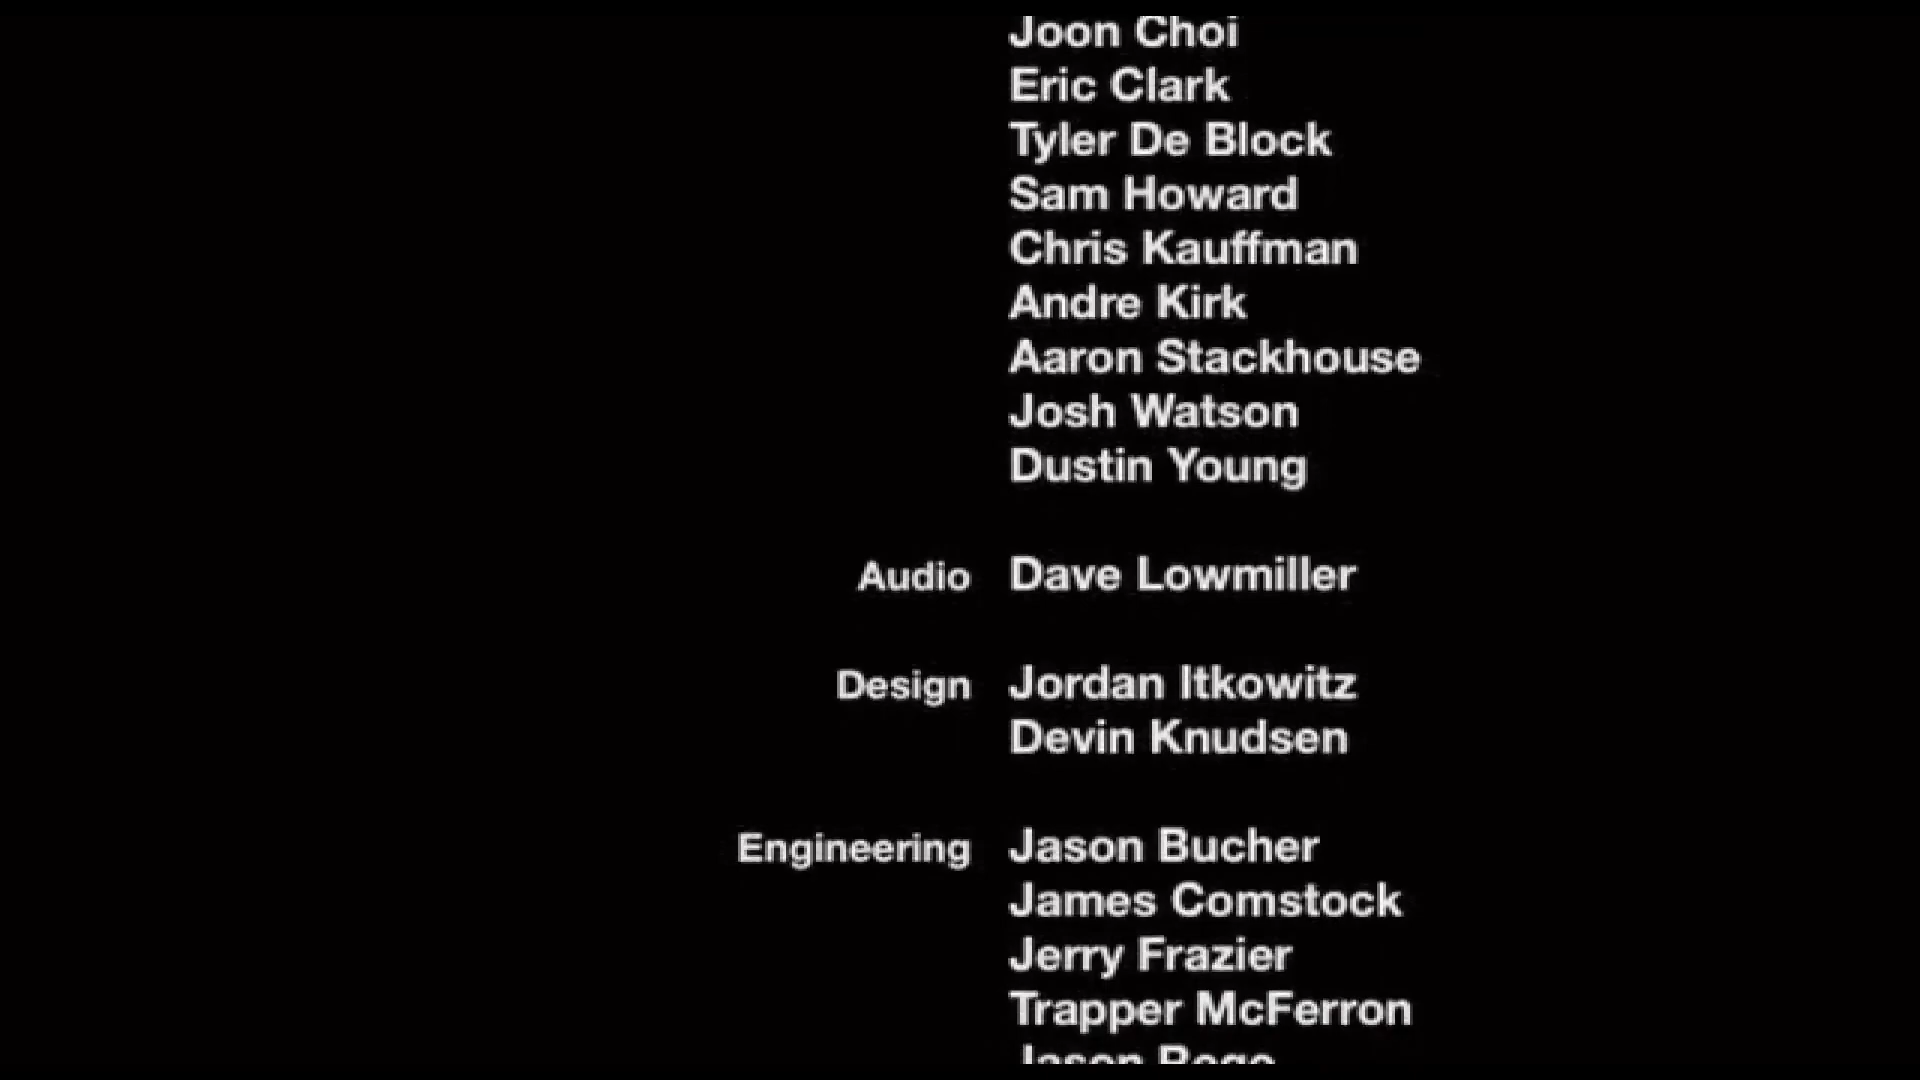 Joon Choi
Eric Clark
Tyler De Block
Sam Howard
Chris Kauffman
Andre Kirk
Aaron Stackhouse
Josh Watson
Dustin Young
Audio Dave Lowmiller
Design Jordan Itkowitz
Devin Knudsen
Engineering Jason Bucher
James Comstock
Jerry Frazier
Trapper McFerron
Jason